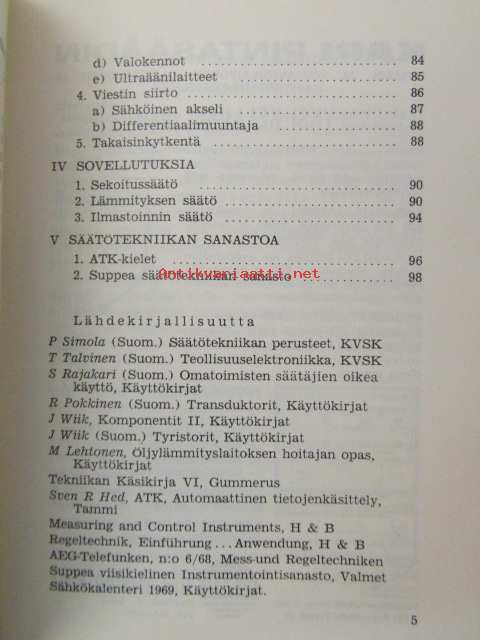 d) Valokennot 84
e) Ultraäänilaitteet 85
4. Viestin siirto 86
a) Sähköinen akseli 87
b) Differentiaalimuuntaja 88
5. Takaisinkytkentä 88
IV SOVELLUTUKSIA
1. Sekoitussäätö 90
2. Lämmityksen säätö 90
3. Ilmastoinnin säätö 94
V SÄÄTÖTEKNIIKAN SANASTOA
1. ATK-kielet 96
Antikvariaatti.net
2. Suppea säätötekniikan sanasto 98
Lähdekirjallisuutta
P Simola (Suom.) Säätötekniikan perusteet, KVSK
T Talvinen (Suom.) Teollisuuselektroniikka, KVSK
S Rajakari (Suom.) Omatoimisten säätäjien oikea
käyttö, Käyttökirjat
R Pokkinen (Suom.) Transduktorit, Käyttökirjat
J Wiik, Komponentit II, Käyttökirjat
J Wiik (Suom.) Tyristorit, Käyttökirjat
M Lehtonen, Öljylämmityslaitoksen hoitajan opas,
Käyttökirjat
Tekniikan Käsikirja VI, Gummerus
Sven R Hed, ATK, Automaattinen tietojenkäsittely,
Tammi
Measuring and Control Instruments, H & B
Regeltechnik, Einführung ... Anwendung, H & B
AEG-Telefunken, n:o 6/68, Mess-und Regeltechniken
Suppea viisikielinen Instrumentointisanasto, Valmet
Sähkökalenteri 1969, Käyttökirjat.
5